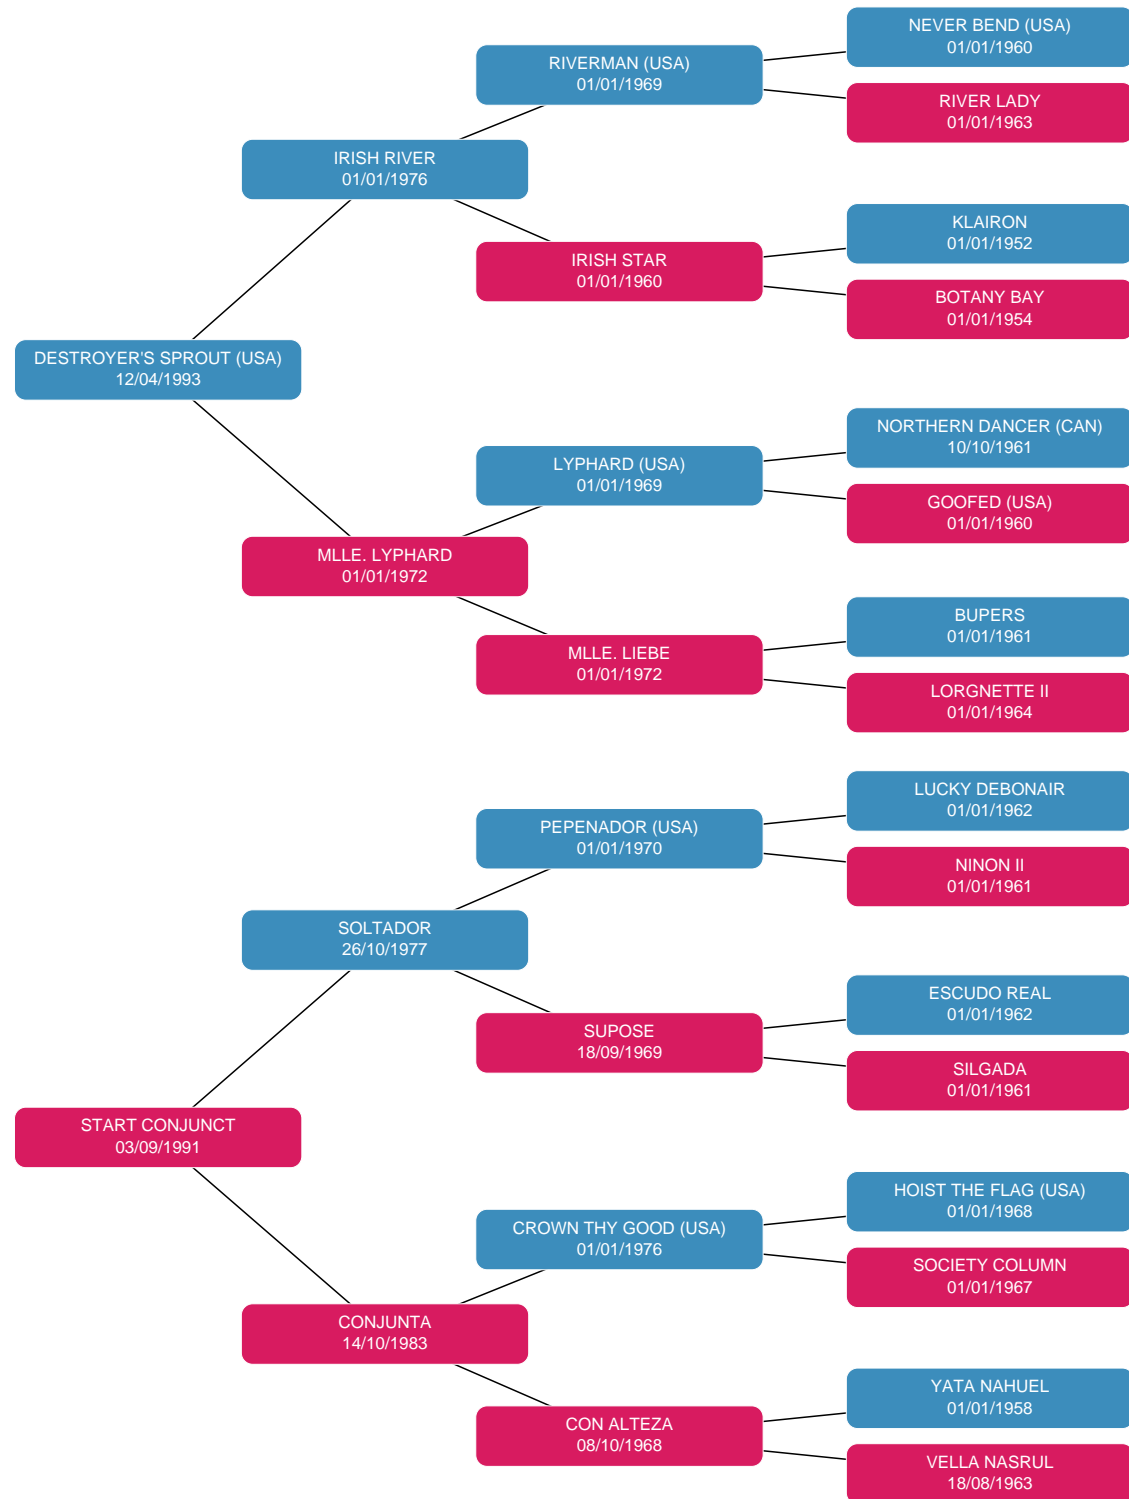 NEVER BEND (USA)
01/01/1960
RIVERMAN (USA)
01/01/1969
RIVER LADY
01/01/1963
IRISH RIVER
01/01/1976
KLAIRON
01/01/1952
IRISH STAR
01/01/1960
BOTANY BAY
01/01/1954
DESTROYER'S SPROUT (USA)
12/04/1993
NORTHERN DANCER (CAN)
10/10/1961
LYPHARD (USA)
01/01/1969
GOOFED (USA)
01/01/1960
MLLE. LYPHARD
01/01/1972
BUPERS
01/01/1961
MLLE. LIEBE
01/01/1972
LORGNETTE II
01/01/1964
LUCKY DEBONAIR
01/01/1962
PEPENADOR (USA)
01/01/1970
NINON II
01/01/1961
SOLTADOR
26/10/1977
ESCUDO REAL
01/01/1962
SUPOSE
18/09/1969
SILGADA
01/01/1961
START CONJUNCT
03/09/1991
HOIST THE FLAG (USA)
01/01/1968
CROWN THY GOOD (USA)
01/01/1976
SOCIETY COLUMN
01/01/1967
CONJUNTA
14/10/1983
YATA NAHUEL
01/01/1958
CON ALTEZA
08/10/1968
VELLA NASRUL
18/08/1963